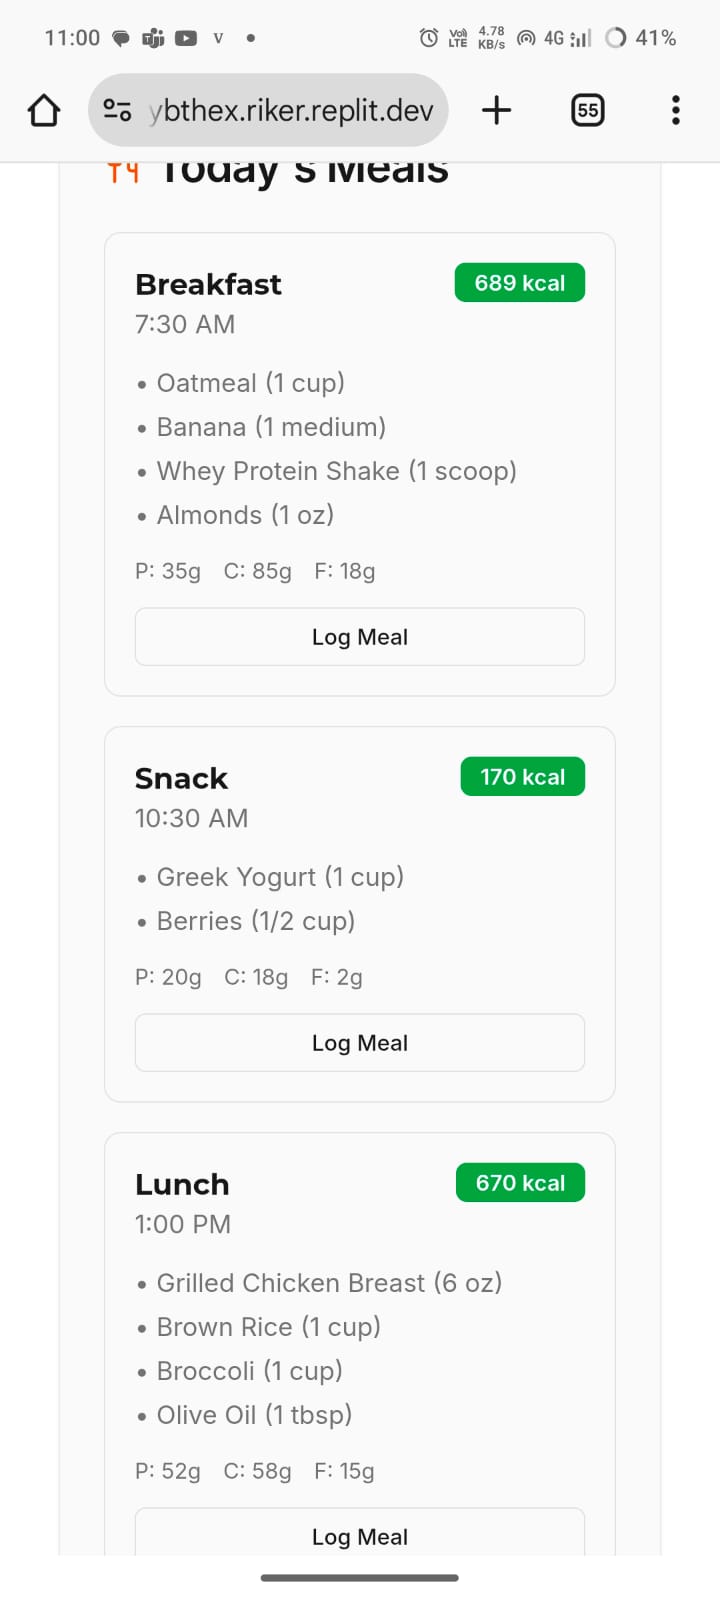 11:00 V Vo) LTE 4.78 KB/s 4G 41%
ybthex.riker.replit.dev 55
Today's Meals
Breakfast 689 kcal
7:30 AM
• Oatmeal (1 cup)
• Banana (1 medium)
• Whey Protein Shake (1 scoop)
• Almonds (1 oz)
P: 35g C: 85g F: 18g
Log Meal
Snack 170 kcal
10:30 AM
• Greek Yogurt (1 cup)
• Berries (1/2 cup)
P: 20g C: 18g F: 2g
Log Meal
Lunch 670 kcal
1:00 PM
• Grilled Chicken Breast (6 oz)
• Brown Rice (1 cup)
• Broccoli (1 cup)
• Olive Oil (1 tbsp)
P: 52g C: 58g F: 15g
Log Meal